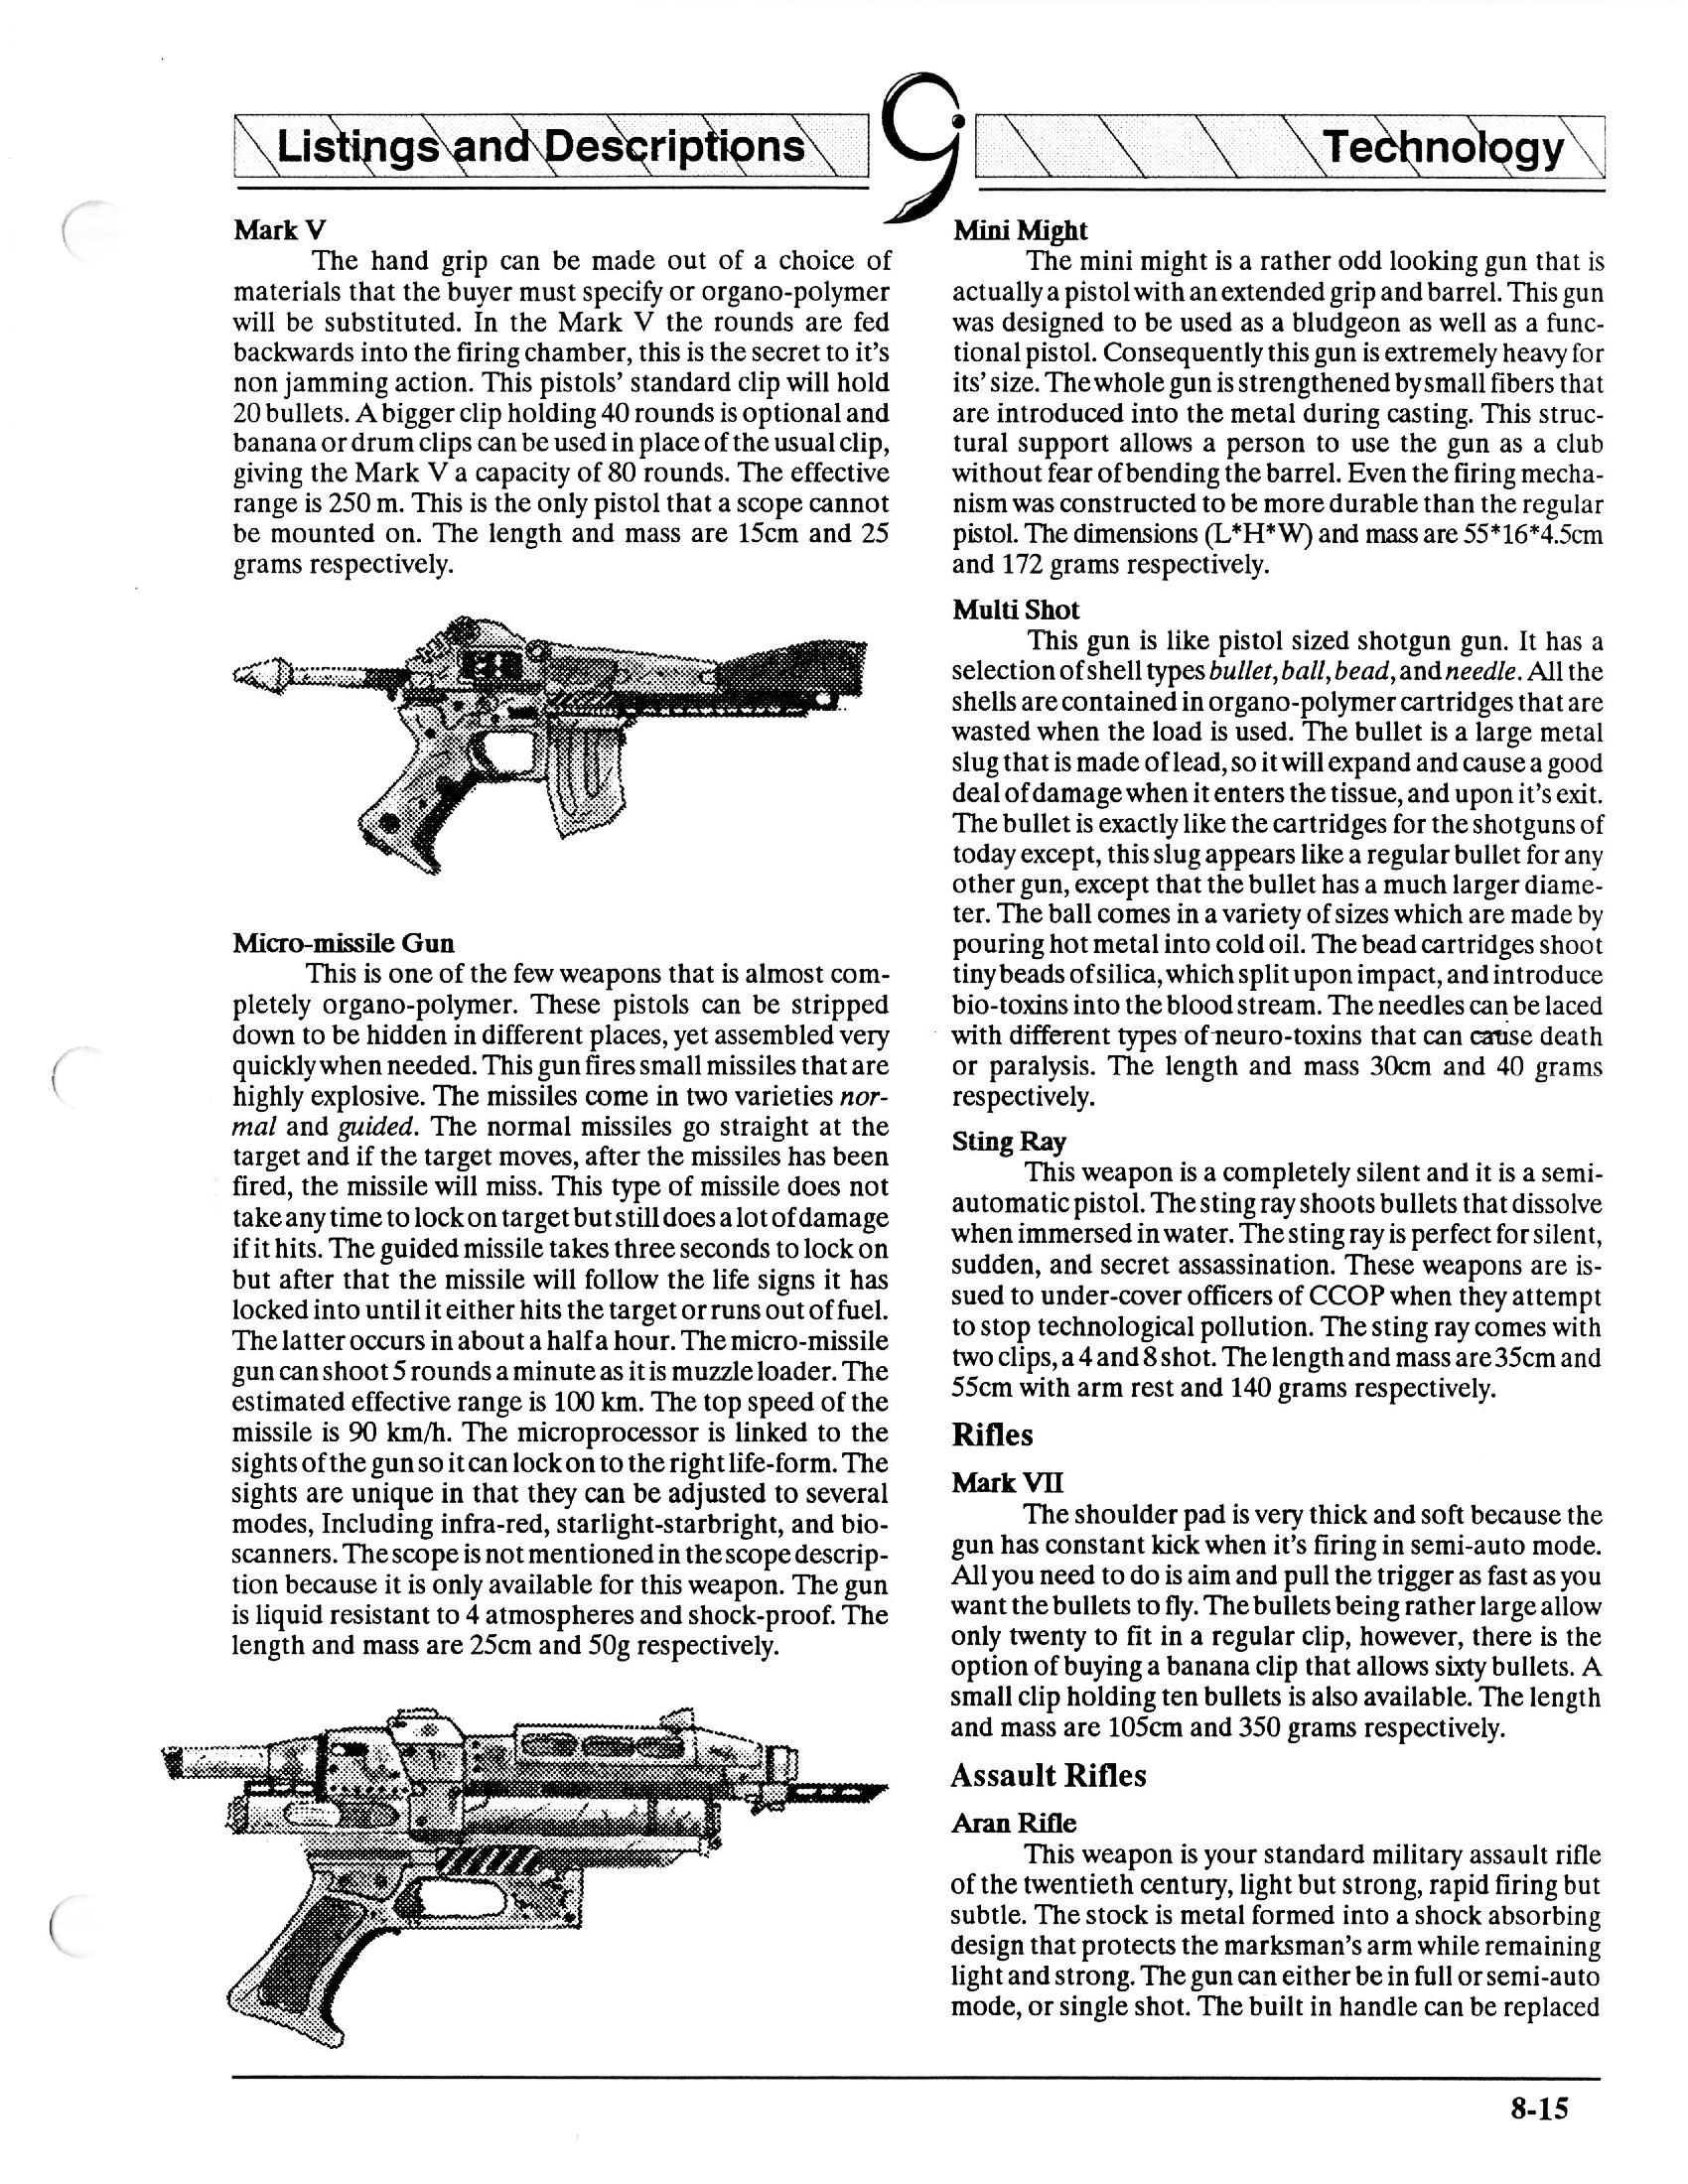 Listings and Descriptions
Technology
Mark V
The hand grip can be made out of a choice of
materials that the buyer must specify or organo-polymer
will be substituted. In the Mark V the rounds are fed
backwards into the firing chamber, this is the secret to it's
non jamming action. This pistols' standard clip will hold
20 bullets. A bigger clip holding 40 rounds is optional and
banana or drum clips can be used in place of the usual clip,
giving the Mark V a capacity of 80 rounds. The effective
range is 250 m. This is the only pistol that a scope cannot
be mounted on. The length and mass are 15cm and 25
grams respectively.
Micro-missile Gun
This is one of the few weapons that is almost com-
pletely organo-polymer. These pistols can be stripped
down to be hidden in different places, yet assembled very
quickly when needed. This gun fires small missiles that are
highly explosive. The missiles come in two varieties nor-
mal and guided. The normal missiles go straight at the
target and if the target moves, after the missiles has been
fired, the missile will miss. This type of missile does not
take any time to lock on target but still does a lot of damage
if it hits. The guided missile takes three seconds to lock on
but after that the missile will follow the life signs it has
locked into until it either hits the target or runs out of fuel.
The latter occurs in about a half a hour. The micro-missile
gun can shoot 5 rounds a minute as it is muzzle loader. The
estimated effective range is 100 km. The top speed of the
missile is 90 km/h. The microprocessor is linked to the
sights of the gun so it can lock on to the right life-form. The
sights are unique in that they can be adjusted to several
modes, Including infra-red, starlight-starbright, and bio-
scanners. The scope is not mentioned in the scope descrip-
tion because it is only available for this weapon. The gun
is liquid resistant to 4 atmospheres and shock-proof. The
length and mass are 25cm and 50g respectively.
Mini Might
The mini might is a rather odd looking gun that is
actually a pistol with an extended grip and barrel. This gun
was designed to be used as a bludgeon as well as a func-
tional pistol. Consequently this gun is extremely heavy for
its' size. The whole gun is strengthened by small fibers that
are introduced into the metal during casting. This struc-
tural support allows a person to use the gun as a club
without fear of bending the barrel. Even the firing mecha-
nism was constructed to be more durable than the regular
pistol. The dimensions (L*H*W) and mass are 55*16*4.5cm
and 172 grams respectively.
Multi Shot
This gun is like pistol sized shotgun gun. It has a
selection of shell types bullet, ball, bead, and needle. All the
shells are contained in organo-polymer cartridges that are
wasted when the load is used. The bullet is a large metal
slug that is made of lead, so it will expand and cause a good
deal of damage when it enters the tissue, and upon it's exit.
The bullet is exactly like the cartridges for the shotguns of
today except, this slug appears like a regular bullet for any
other gun, except that the bullet has a much larger diame-
ter. The ball comes in a variety of sizes which are made by
pouring hot metal into cold oil. The bead cartridges shoot
tiny beads of silica, which split upon impact, and introduce
bio-toxins into the blood stream. The needles can be laced
with different types of neuro-toxins that can cause death
or paralysis. The length and mass 30cm and 40 grams
respectively.
Sting Ray
This weapon is a completely silent and it is a semi-
automatic pistol. The sting ray shoots bullets that dissolve
when immersed in water. The sting ray is perfect for silent,
sudden, and secret assassination. These weapons are is-
sued to under-cover officers of CCOP when they attempt
to stop technological pollution. The sting ray comes with
two clips, a 4 and 8 shot. The length and mass are 35cm and
55cm with arm rest and 140 grams respectively.
Rifles
Mark VII
The shoulder pad is very thick and soft because the
gun has constant kick when it's firing in semi-auto mode.
All you need to do is aim and pull the trigger as fast as you
want the bullets to fly. The bullets being rather large allow
only twenty to fit in a regular clip, however, there is the
option of buying a banana clip that allows sixty bullets. A
small clip holding ten bullets is also available. The length
and mass are 105cm and 350 grams respectively.
Assault Rifles
Aran Rifle
This weapon is your standard military assault rifle
of the twentieth century, light but strong, rapid firing but
subtle. The stock is metal formed into a shock absorbing
design that protects the marksman's arm while remaining
light and strong. The gun can either be in full or semi-auto
mode, or single shot. The built in handle can be replaced
8-15